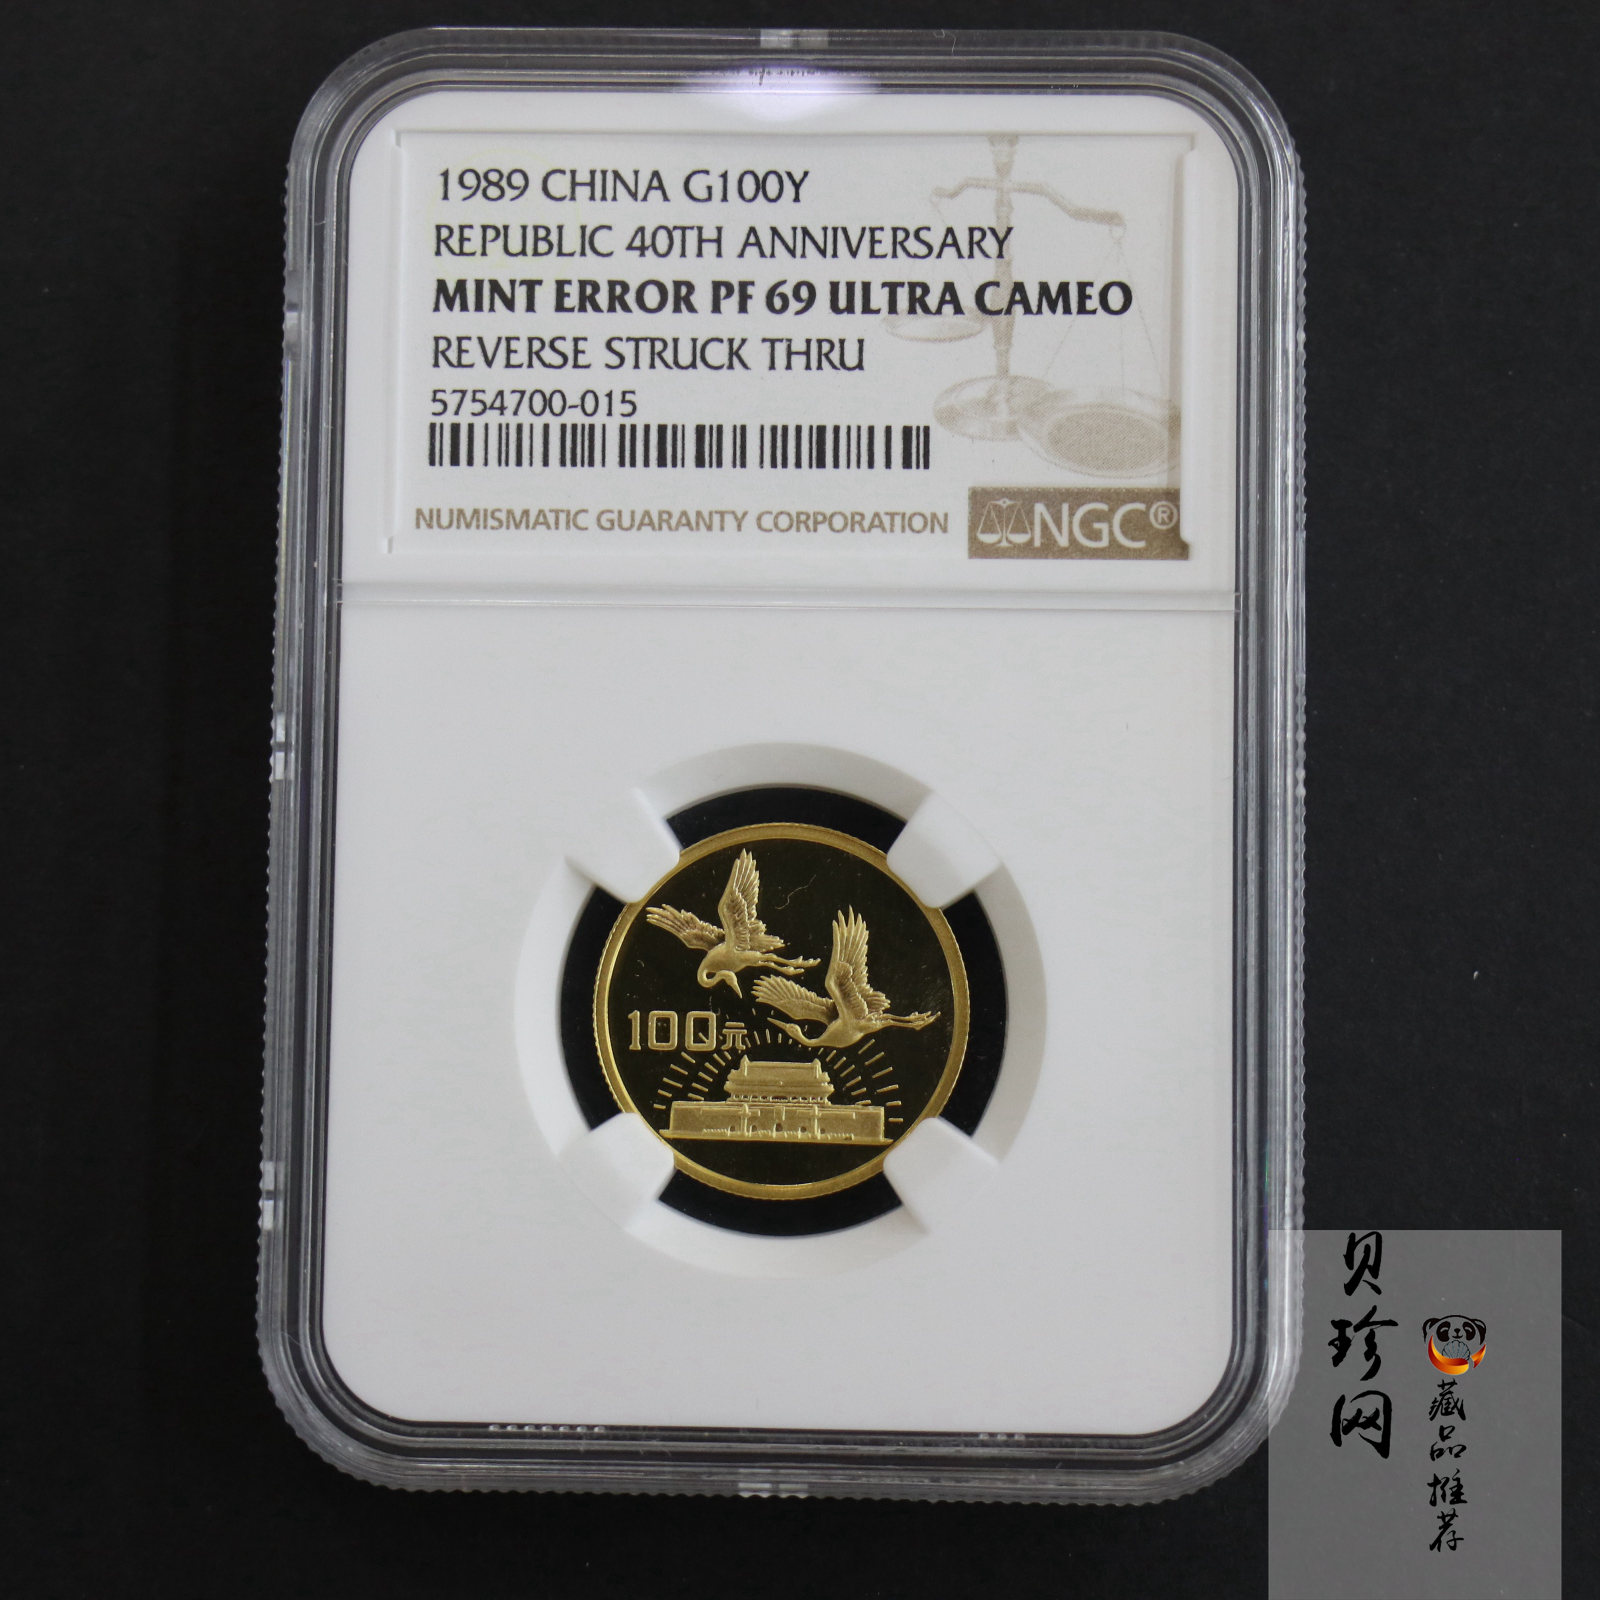 1989 CHINA G100Y
REPUBLIC 40TH ANNIVERSARY
MINT ERROR PF 69 ULTRA CAMEO
REVERSE STRUCK THRU
5754700-015
NUMISMATIC GUARANTY CORPORATION
NGC®
100元
贝珍网
藏品推荐